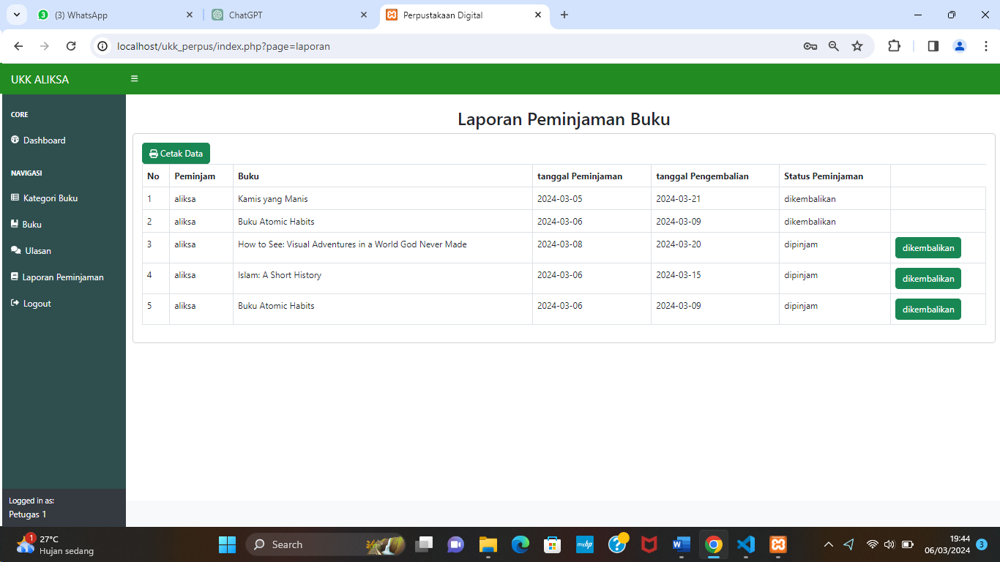 3 (3) WhatsApp ChatGPT Perpustakaan Digital
localhost/ukk_perpus/index.php?page=laporan
UKK ALIKSA
CORE
Dashboard
NAVIGASI
Kategori Buku
Buku
Ulasan
Laporan Peminjaman
Logout
Logged in as:
Petugas 1
Laporan Peminjaman Buku
Cetak Data
No Peminjam Buku tanggal Peminjaman tanggal Pengembalian Status Peminjaman
1 aliksa Kamis yang Manis 2024-03-05 2024-03-21 dikembalikan
2 aliksa Buku Atomic Habits 2024-03-06 2024-03-09 dikembalikan
3 aliksa How to See: Visual Adventures in a World God Never Made 2024-03-08 2024-03-20 dipinjam dikembalikan
4 aliksa Islam: A Short History 2024-03-06 2024-03-15 dipinjam dikembalikan
5 aliksa Buku Atomic Habits 2024-03-06 2024-03-09 dipinjam dikembalikan
1 27°C
Hujan sedang
Search
myhp
19:44
06/03/2024
3